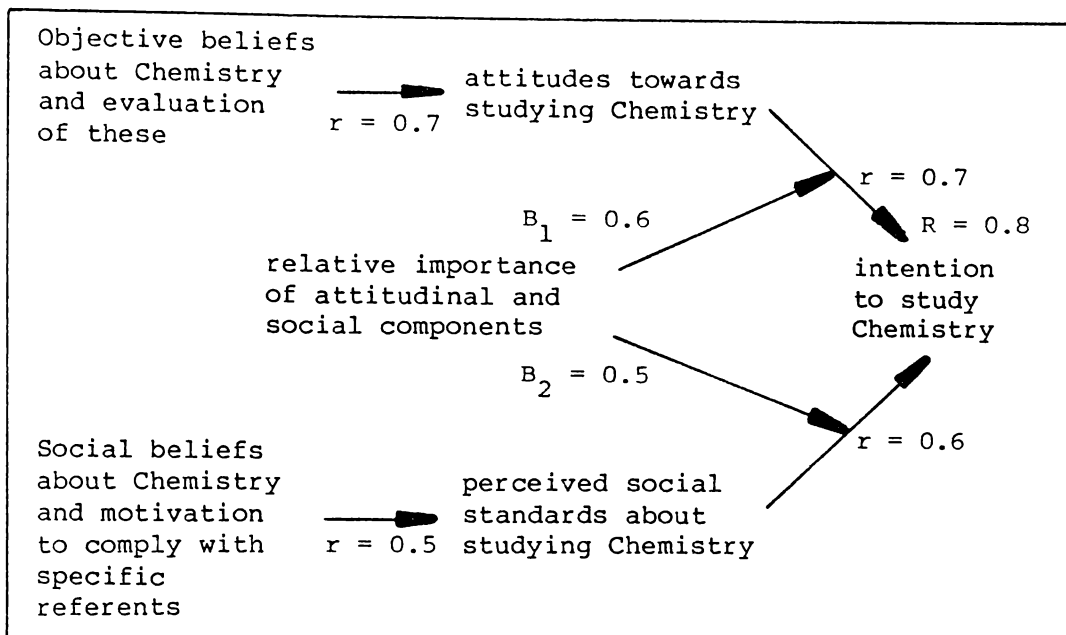 Objective beliefs
about Chemistry
and evaluation
of these
r = 0.7
attitudes towards
studying Chemistry
r = 0.7
R = 0.8
B1 = 0.6
relative importance
of attitudinal and
social components
B2 = 0.5
intention
to study
Chemistry
r = 0.6
Social beliefs
about Chemistry
and motivation
to comply with
specific
referents
r = 0.5
perceived social
standards about
studying Chemistry